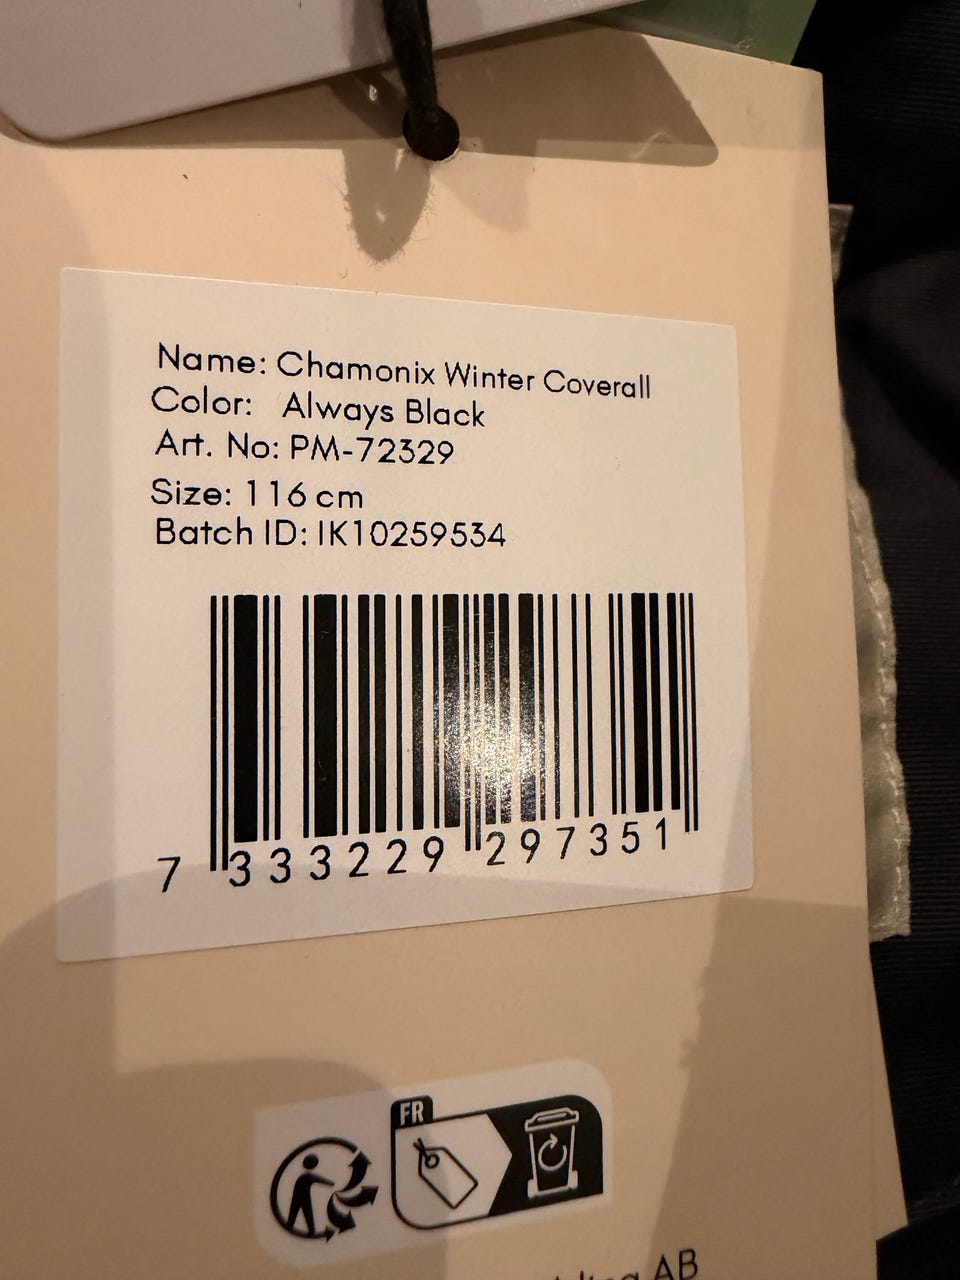 Name: Chamonix Winter Coverall
Color: Always Black
Art. No: PM-72329
Size: 116 cm
Batch ID: IK10259534
7 333229 297351
FR
AB